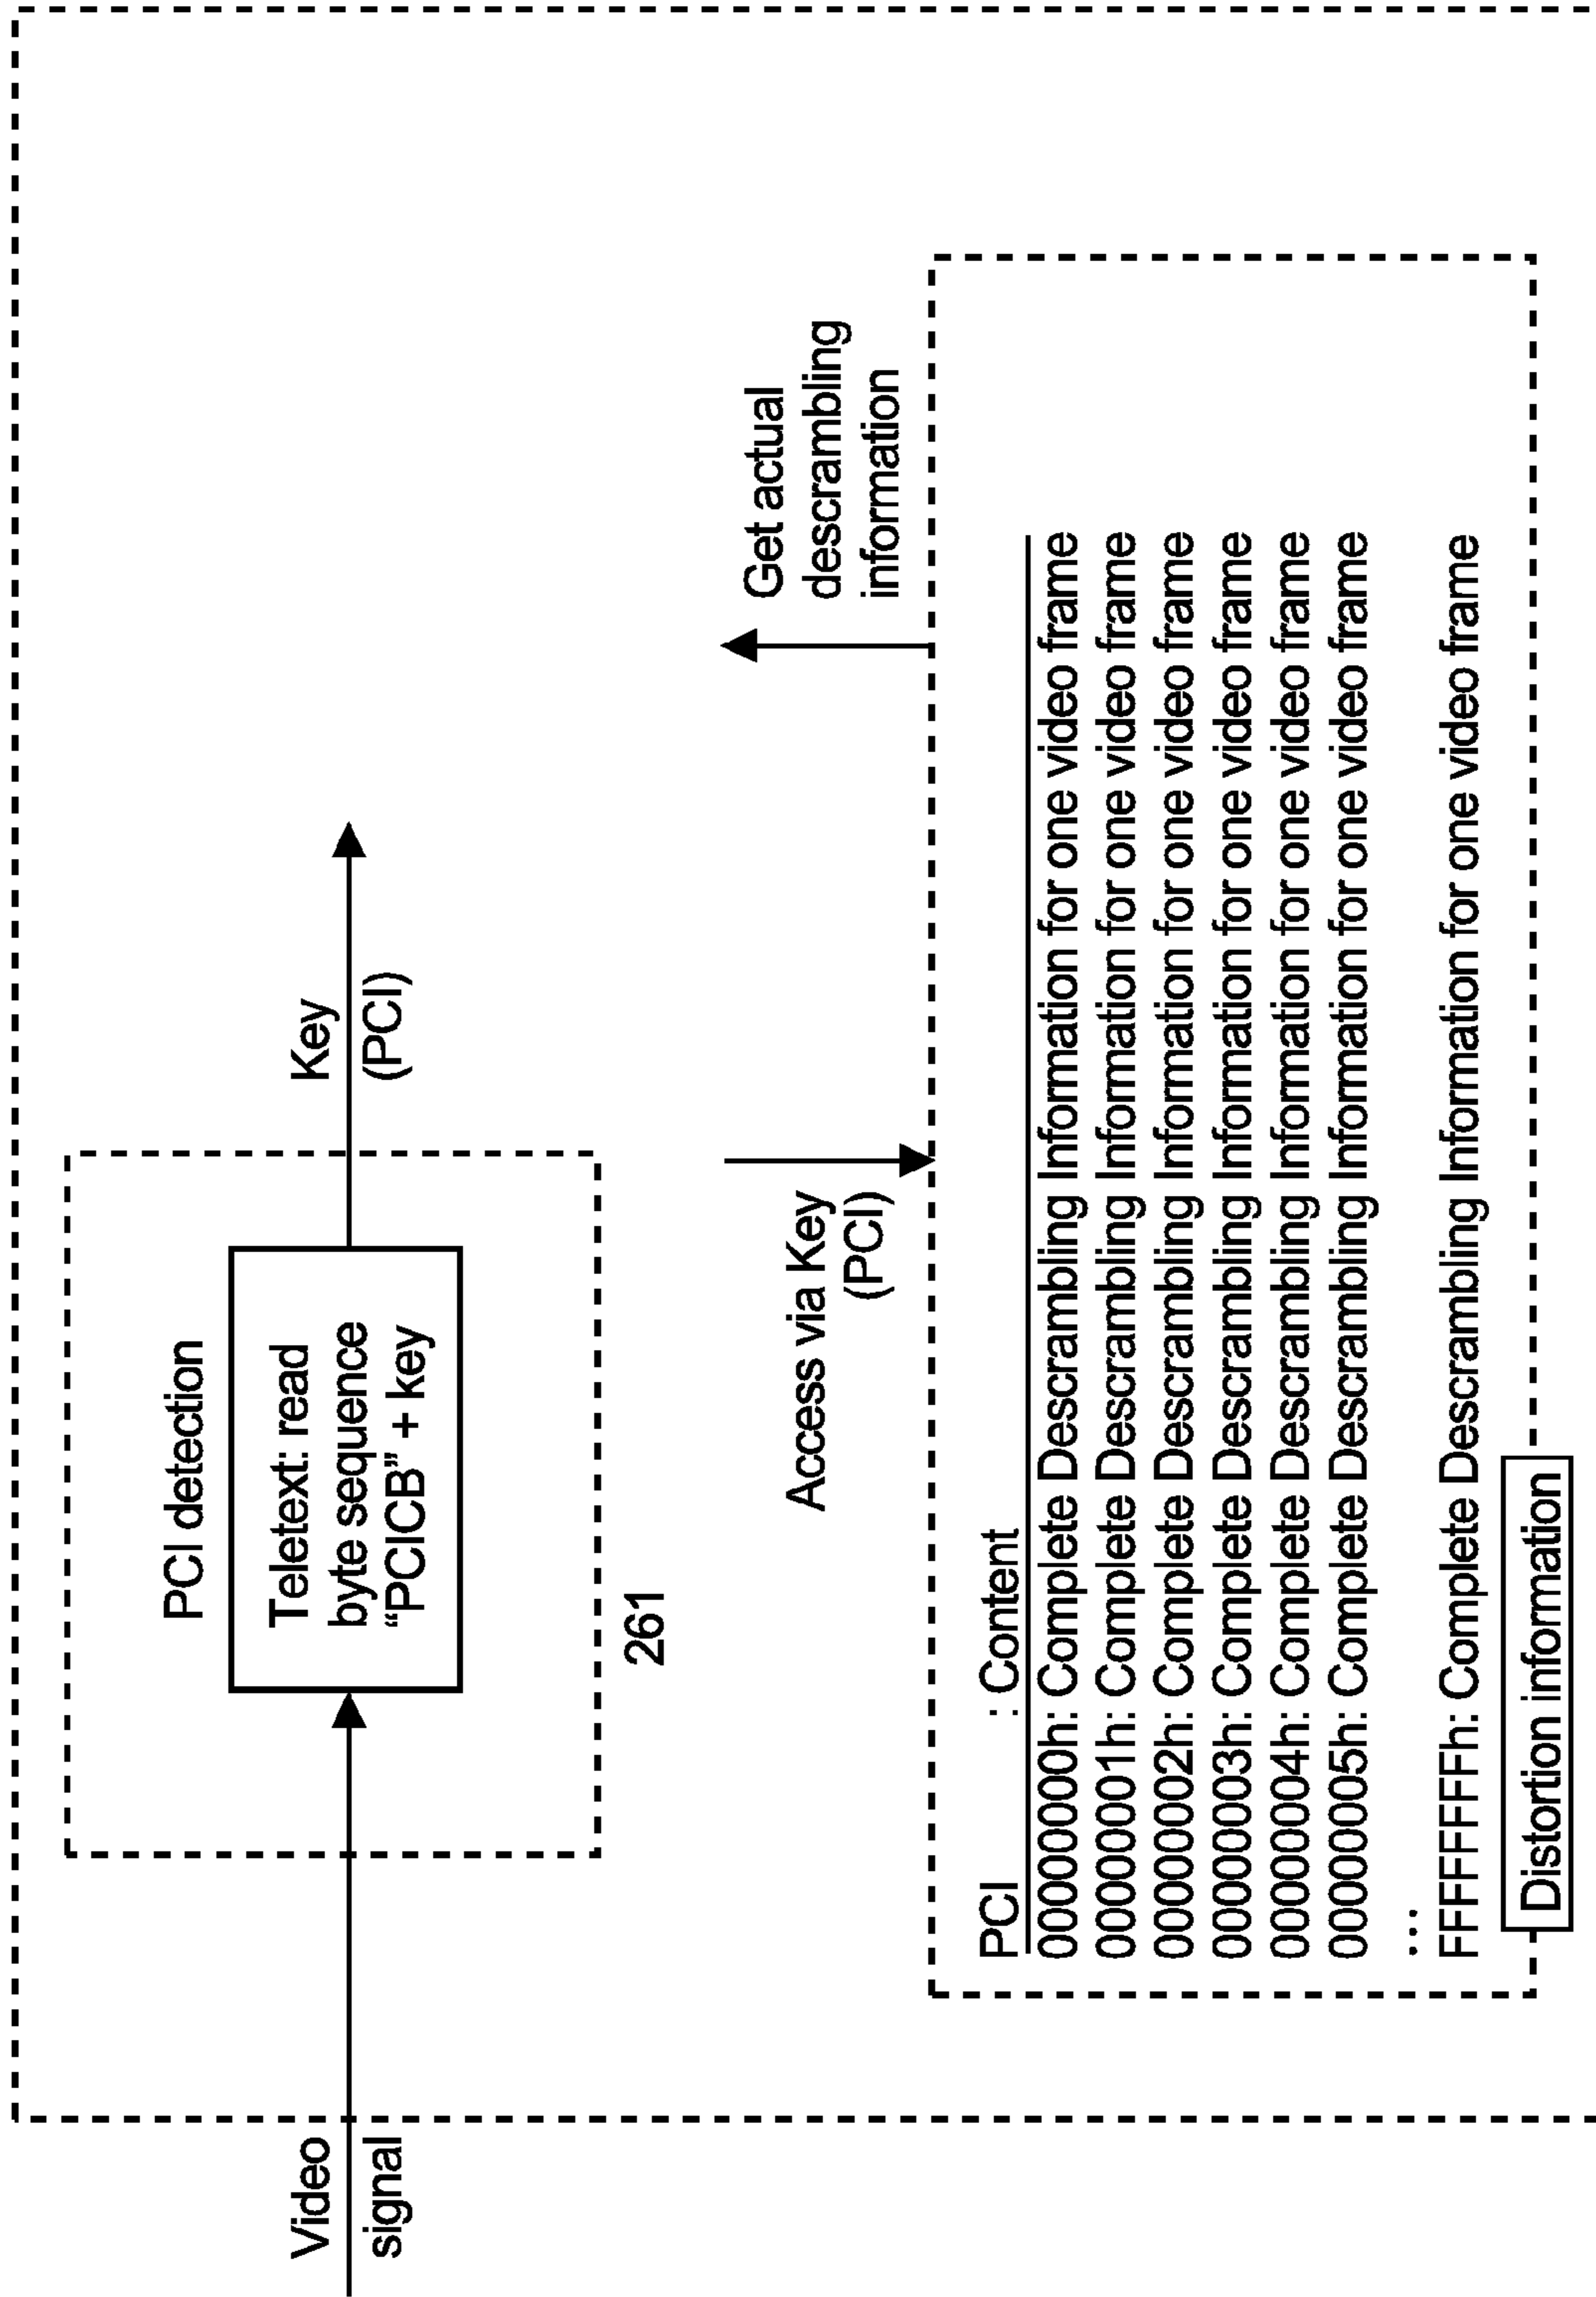 Video
signal
PCI detection
Teletext: read
byte sequence
“PCICB” + key
261
Key
(PCI)
Access via Key
(PCI)
Get actual
descrambling
information
PCI : Content
00000000h: Complete Descrambling Information for one video frame
00000001h: Complete Descrambling Information for one video frame
00000002h: Complete Descrambling Information for one video frame
00000003h: Complete Descrambling Information for one video frame
00000004h: Complete Descrambling Information for one video frame
00000005h: Complete Descrambling Information for one video frame
...
FFFFFFFFh: Complete Descrambling Information for one video frame
Distortion information